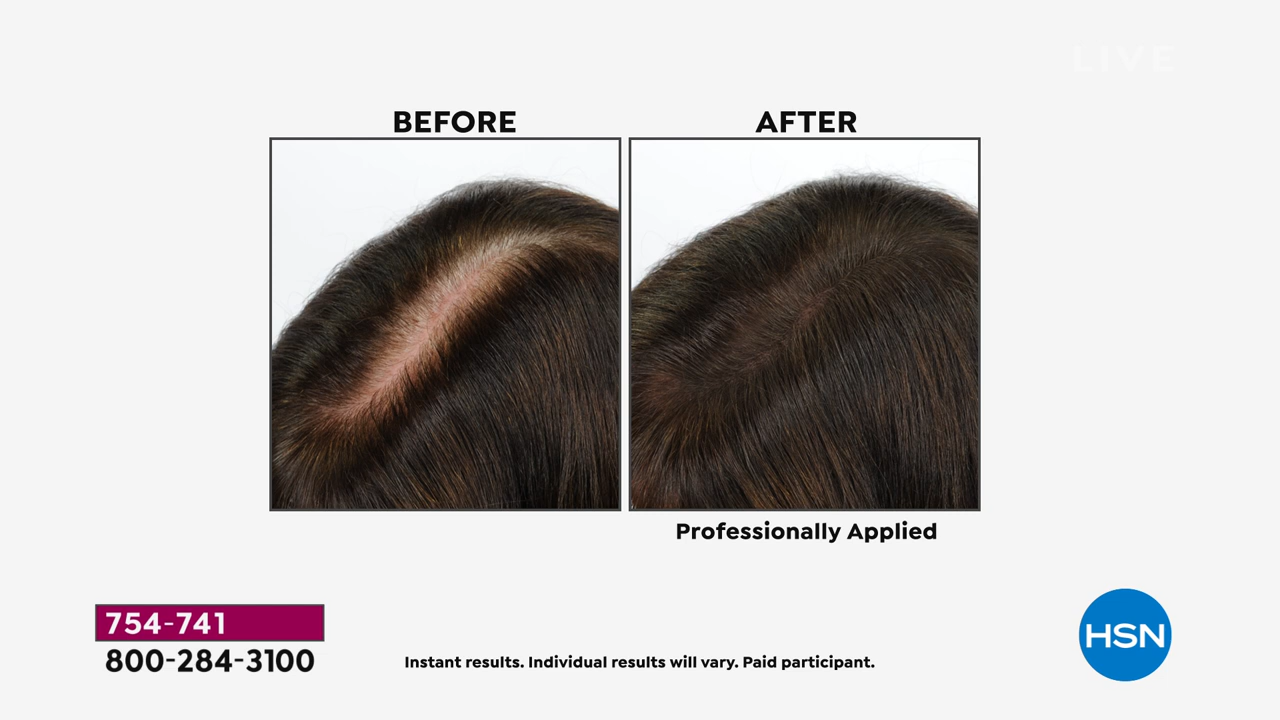 LIVE
BEFORE
AFTER
Professionally Applied
754-741
800-284-3100
Instant results. Individual results will vary. Paid participant.
HSN